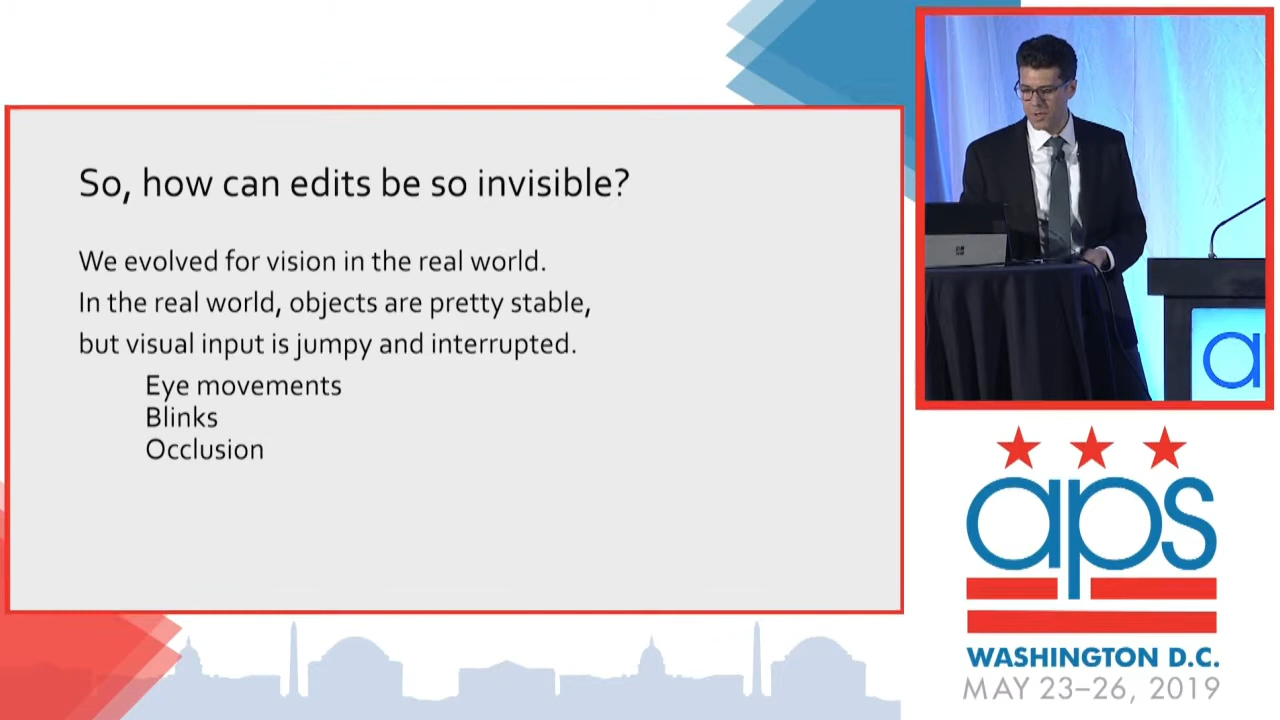 So, how can edits be so invisible?
We evolved for vision in the real world.
In the real world, objects are pretty stable,
but visual input is jumpy and interrupted.
Eye movements
Blinks
Occlusion
a
aps
WASHINGTON D.C.
MAY 23–26, 2019